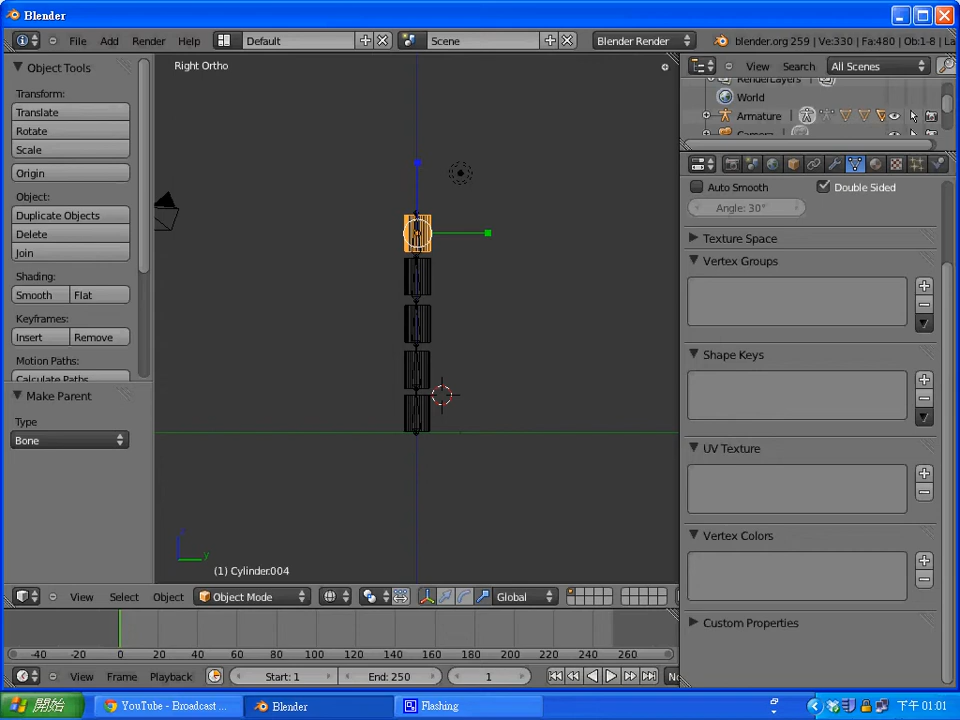 Blender
File Add Render Help Default Scene Blender Render blender.org 259 | Ve:330 | Fa:480 | Ob:1-8 | La
Object Tools
Transform:
Translate
Rotate
Scale
Origin
Object:
Duplicate Objects
Delete
Join
Shading:
Smooth Flat
Keyframes:
Insert Remove
Motion Paths:
Calculate Paths
Make Parent
Type
Bone
Right Ortho
z
y
(1) Cylinder.004
View Select Object Object Mode Global
View Search All Scenes
RenderLayers
World
Armature
Camera
Auto Smooth Double Sided
Angle: 30°
Texture Space
Vertex Groups
Shape Keys
UV Texture
Vertex Colors
Custom Properties
-40 -20 0 20 40 60 80 100 120 140 160 180 200 220 240 260
View Frame Playback Start: 1 End: 250 1 No
開始 YouTube - Broadcast ... Blender Flashing 下午 01:01